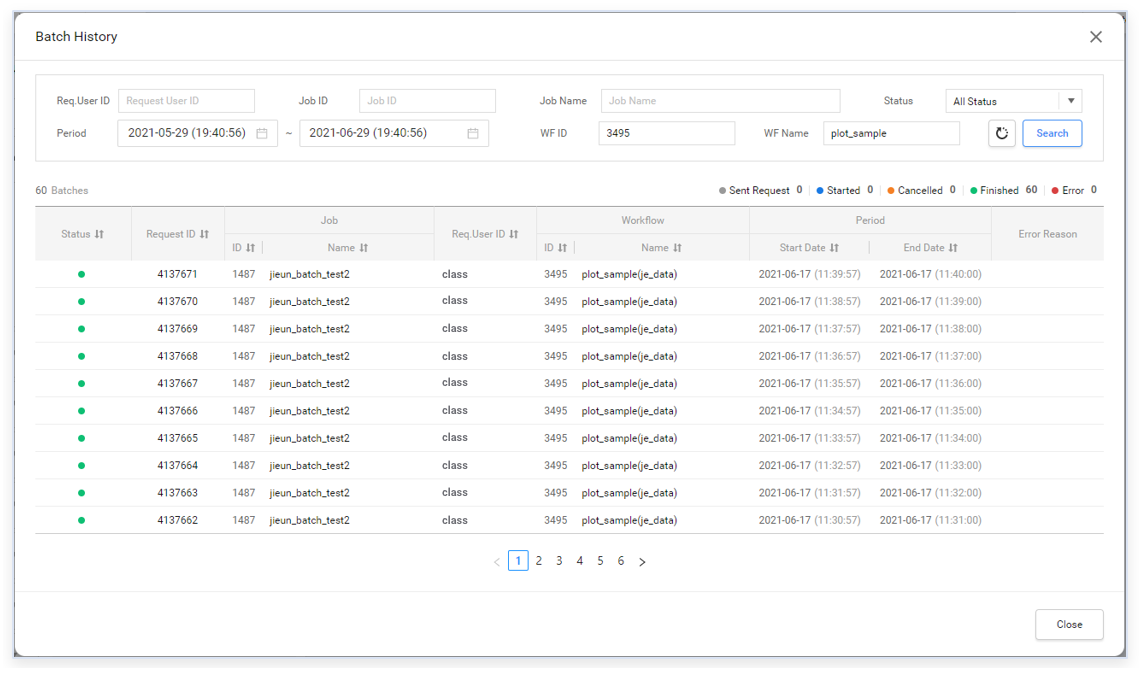 Batch History
Req.User ID Request User ID Job ID Job ID Job Name Job Name Status All Status
Period 2021-05-29 (19:40:56) ~ 2021-06-29 (19:40:56) WF ID 3495 WF Name plot_sample Search
60 Batches Sent Request 0 Started 0 Cancelled 0 Finished 60 Error 0
Status Request ID Job Req.User ID Workflow Period Error Reason
ID Name ID Name Start Date End Date
4137671 1487 jieun_batch_test2 class 3495 plot_sample(je_data) 2021-06-17 (11:39:57) 2021-06-17 (11:40:00)
4137670 1487 jieun_batch_test2 class 3495 plot_sample(je_data) 2021-06-17 (11:38:57) 2021-06-17 (11:39:00)
4137669 1487 jieun_batch_test2 class 3495 plot_sample(je_data) 2021-06-17 (11:37:57) 2021-06-17 (11:38:00)
4137668 1487 jieun_batch_test2 class 3495 plot_sample(je_data) 2021-06-17 (11:36:57) 2021-06-17 (11:37:00)
4137667 1487 jieun_batch_test2 class 3495 plot_sample(je_data) 2021-06-17 (11:35:57) 2021-06-17 (11:36:00)
4137666 1487 jieun_batch_test2 class 3495 plot_sample(je_data) 2021-06-17 (11:34:57) 2021-06-17 (11:35:00)
4137665 1487 jieun_batch_test2 class 3495 plot_sample(je_data) 2021-06-17 (11:33:57) 2021-06-17 (11:34:00)
4137664 1487 jieun_batch_test2 class 3495 plot_sample(je_data) 2021-06-17 (11:32:57) 2021-06-17 (11:33:00)
4137663 1487 jieun_batch_test2 class 3495 plot_sample(je_data) 2021-06-17 (11:31:57) 2021-06-17 (11:32:00)
4137662 1487 jieun_batch_test2 class 3495 plot_sample(je_data) 2021-06-17 (11:30:57) 2021-06-17 (11:31:00)
< 1 2 3 4 5 6 >
Close